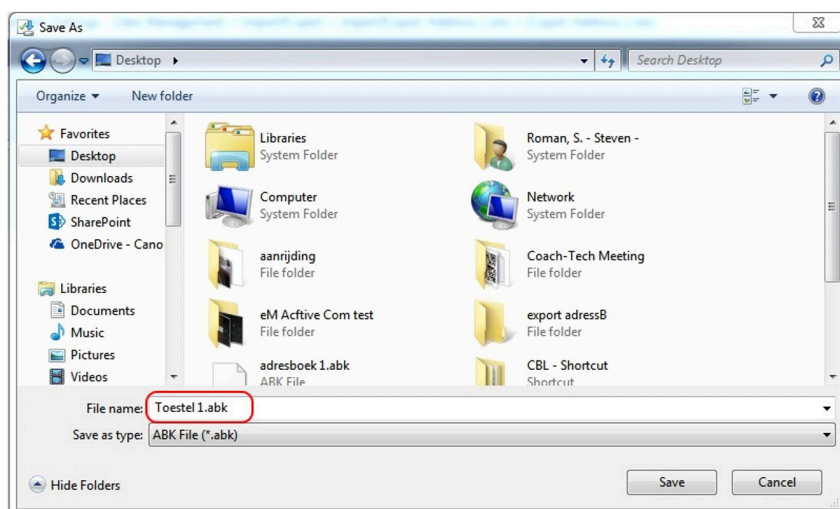 Save As
Desktop
Search Desktop
Organize
New folder
Favorites
Desktop
Downloads
Recent Places
SharePoint
OneDrive - Cano
Libraries
Documents
Music
Pictures
Videos
Libraries
System Folder
Roman, S. - Steven -
System Folder
Computer
System Folder
Network
System Folder
aanrijding
File folder
Coach-Tech Meeting
File folder
eM Acftive Com test
File folder
export adressB
File folder
adresboek 1.abk
ABK File
CBL - Shortcut
Shortcut
File name: Toestel 1.abk
Save as type: ABK File (*.abk)
Hide Folders
Save
Cancel